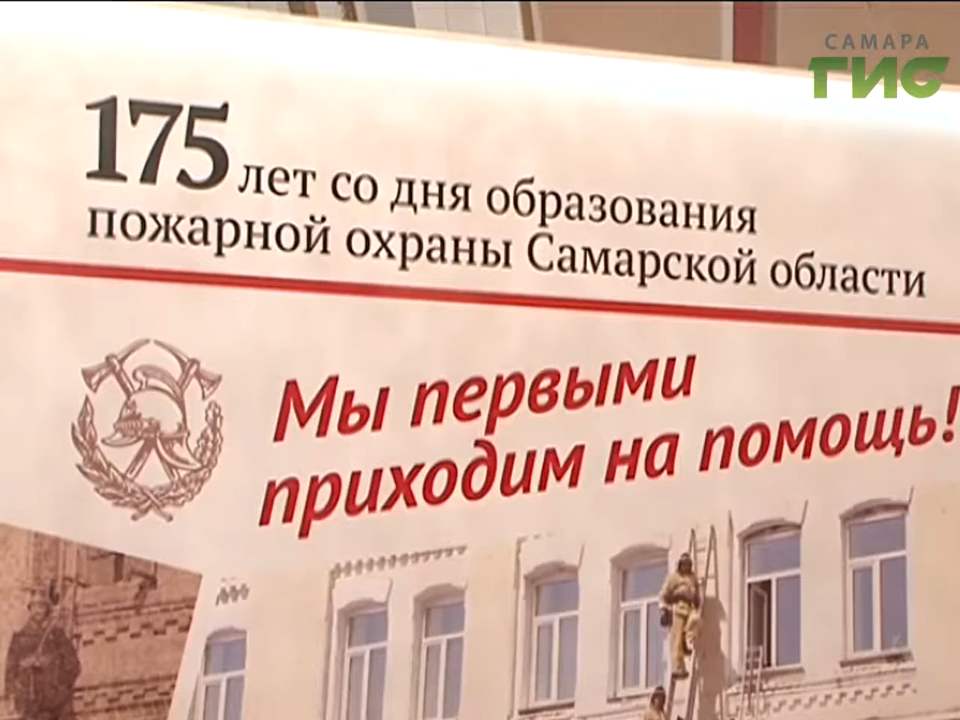 САМАРА
ГИС
175 лет со дня образования
пожарной охраны Самарской области
Мы первыми
приходим на помощь!